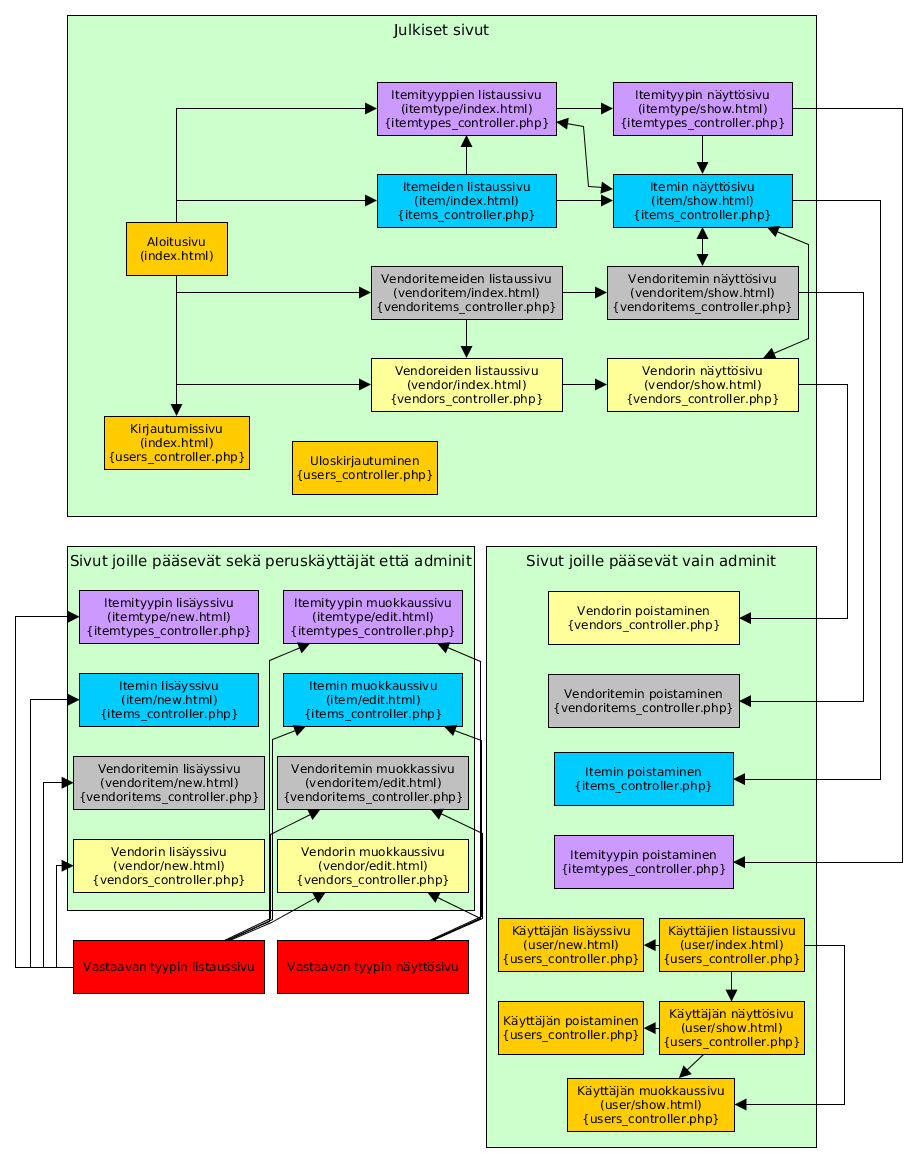 Julkiset sivut
Itemityyppien listaussivu
(itemtype/index.html)
{itemtypes_controller.php}
Itemityypin näyttösivu
(itemtype/show.html)
{itemtypes_controller.php}
Itemeiden listaussivu
(item/index.html)
{items_controller.php}
Itemin näyttösivu
(item/show.html)
{items_controller.php}
Aloitusivu
(index.html)
Vendoritemeiden listaussivu
(vendoritem/index.html)
{vendoritems_controller.php}
Vendoritemin näyttösivu
(vendoritem/show.html)
{vendoritems_controller.php}
Vendoreiden listaussivu
(vendor/index.html)
{vendors_controller.php}
Vendorin näyttösivu
(vendor/show.html)
{vendors_controller.php}
Kirjautumissivu
(index.html)
{users_controller.php}
Uloskirjautuminen
{users_controller.php}
Sivut joille pääsevät sekä peruskäyttäjät että adminit
Itemityypin lisäyssivu
(itemtype/new.html)
{itemtypes_controller.php}
Itemityypin muokkaussivu
(itemtype/edit.html)
{itemtypes_controller.php}
Itemin lisäyssivu
(item/new.html)
{items_controller.php}
Itemin muokkaussivu
(item/edit.html)
{items_controller.php}
Vendoritemin lisäyssivu
(vendoritem/new.html)
{vendoritems_controller.php}
Vendoritemin muokkassivu
(vendoritem/edit.html)
{vendoritems_controller.php}
Vendorin lisäyssivu
(vendor/new.html)
{vendors_controller.php}
Vendorin muokkaussivu
(vendor/edit.html)
{vendors_controller.php}
Vastaavan tyypin listaussivu
Vastaavan tyypin näyttösivu
Sivut joille pääsevät vain adminit
Vendorin poistaminen
{vendors_controller.php}
Vendoritemin poistaminen
{vendoritems_controller.php}
Itemin poistaminen
{items_controller.php}
Itemityypin poistaminen
{itemtypes_controller.php}
Käyttäjän lisäyssivu
(user/new.html)
{users_controller.php}
Käyttäjien listaussivu
(user/index.html)
{users_controller.php}
Käyttäjän poistaminen
{users_controller.php}
Käyttäjän näyttösivu
(user/show.html)
{users_controller.php}
Käyttäjän muokkaussivu
(user/show.html)
{users_controller.php}